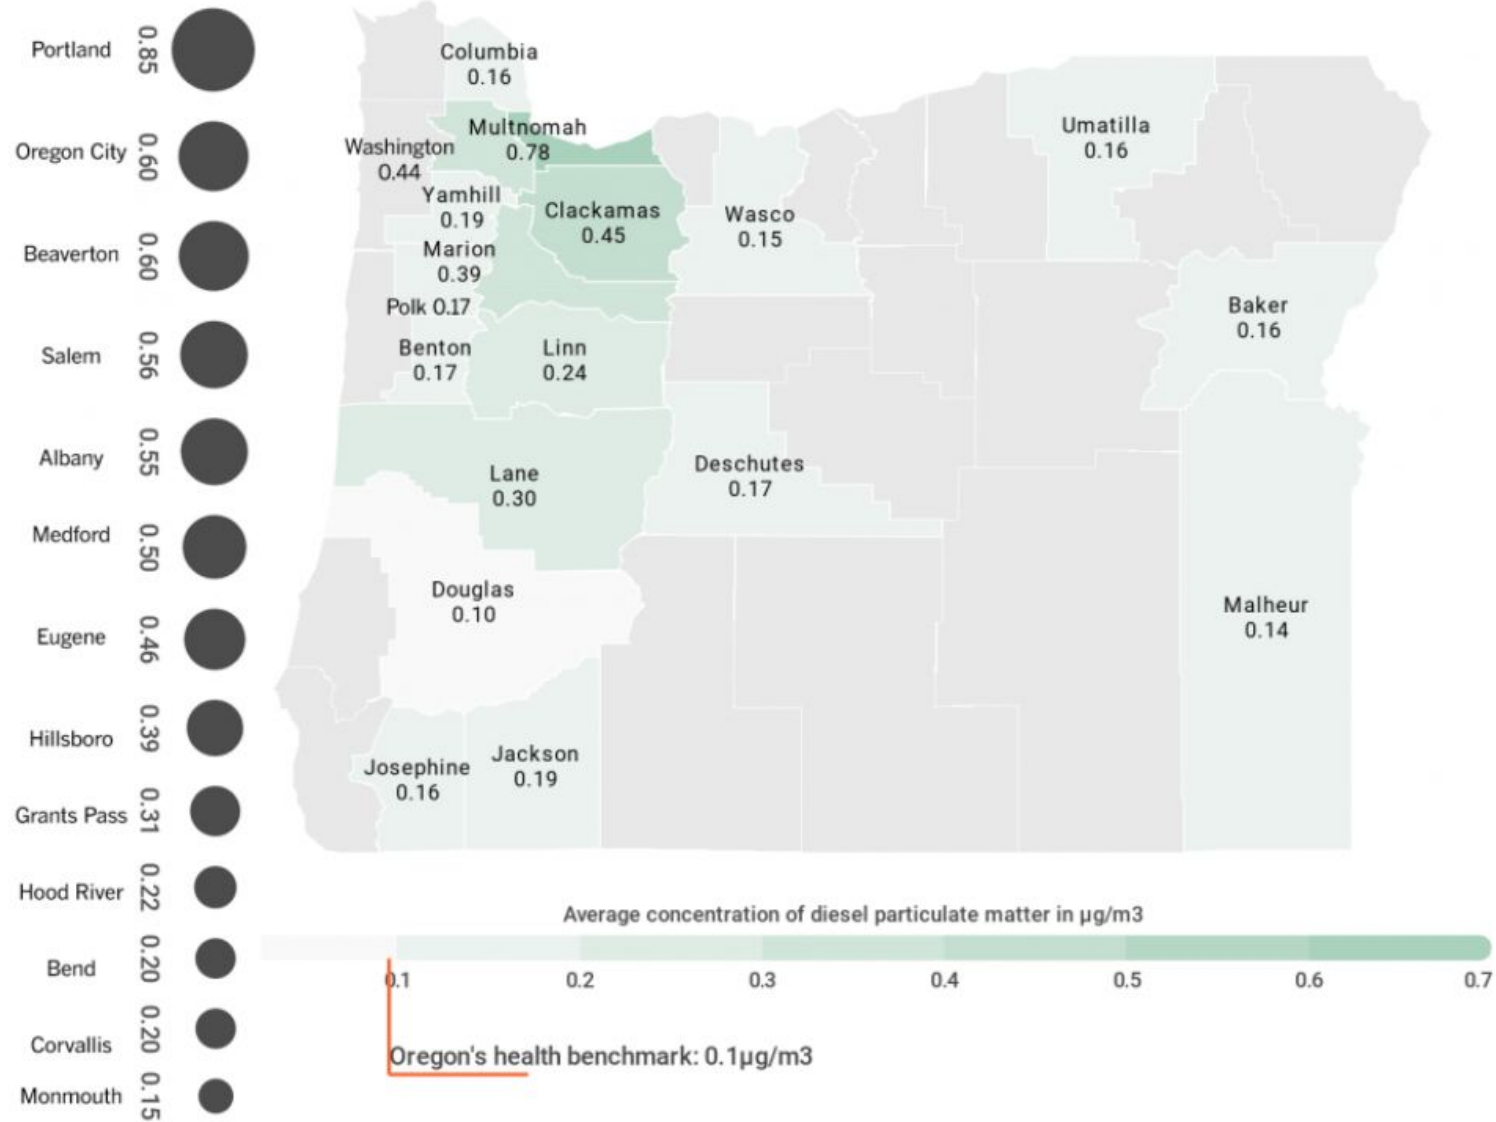 Portland 0.85
Oregon City 0.60
Beaverton 0.60
Salem 0.56
Albany 0.55
Medford 0.50
Eugene 0.46
Hillsboro 0.39
Grants Pass 0.31
Hood River 0.22
Bend 0.20
Corvallis 0.20
Monmouth 0.15
Columbia
0.16
Multnomah
0.78
Washington
0.44
Yamhill
0.19
Clackamas
0.45
Marion
0.39
Polk 0.17
Benton
0.17
Linn
0.24
Lane
0.30
Douglas
0.10
Josephine
0.16
Jackson
0.19
Wasco
0.15
Deschutes
0.17
Umatilla
0.16
Baker
0.16
Malheur
0.14
Average concentration of diesel particulate matter in µg/m3
0.1 0.2 0.3 0.4 0.5 0.6 0.7
Oregon's health benchmark: 0.1µg/m3